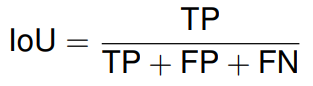 IoU = TP / TP + FP + FN